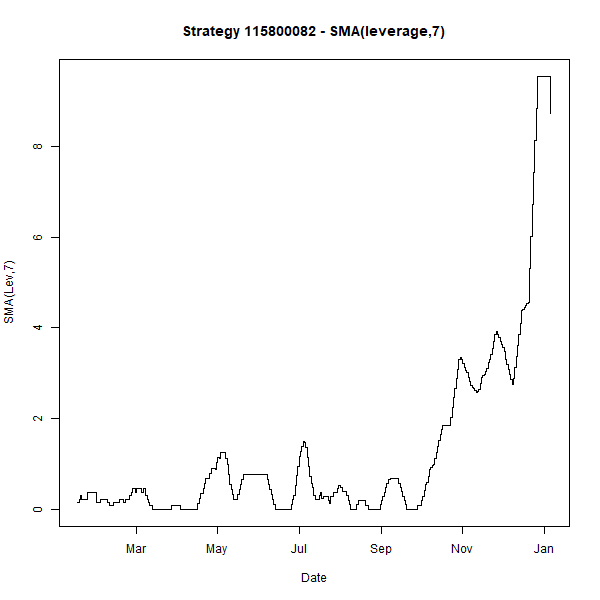 Strategy 115800082 - SMA(leverage,7)
SMA(Lev,7)
8
6
4
2
0
Mar May Jul Sep Nov Jan
Date